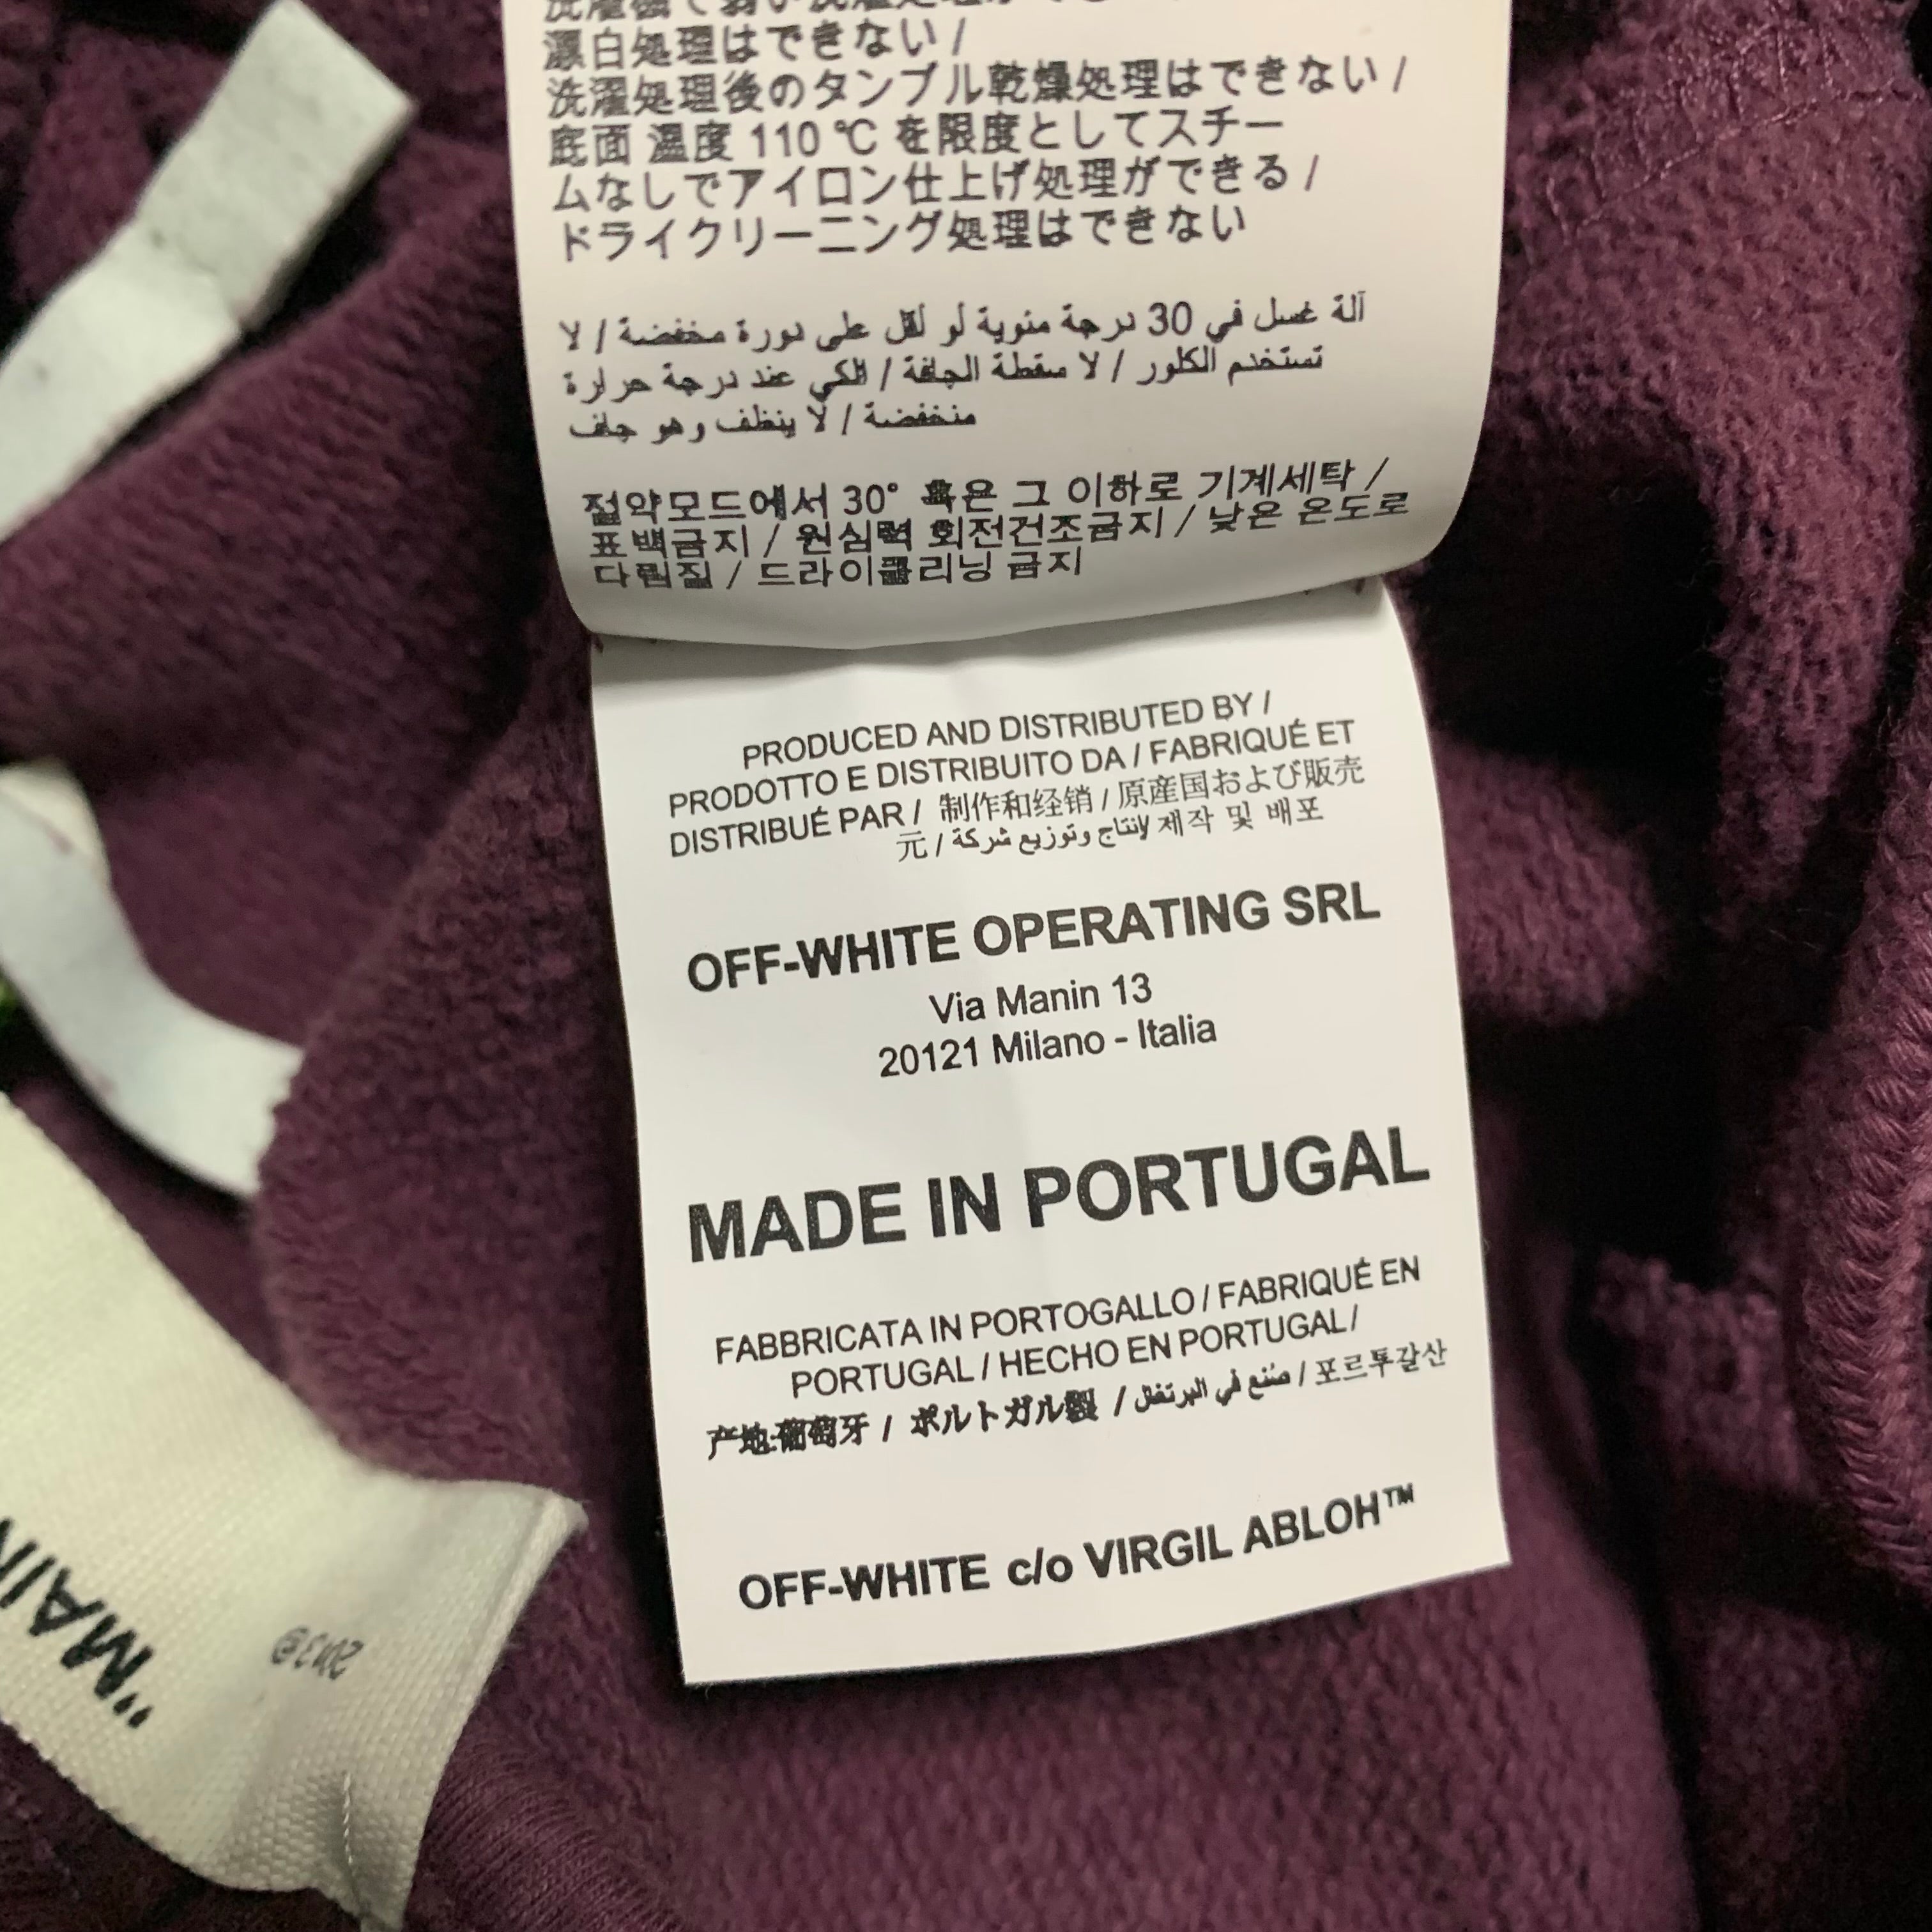 漂白処理はできない /
洗濯処理後のタンブル乾燥処理はできない /
底面 温度 110 ℃ を限度としてスチー
ムなしでアイロン仕上げ処理ができる /
ドライクリーニング処理はできない
آلة غسل في 30 درجة مئوية أو أقل على دورة مخفضة / لا
تستخدم الكلور / لا سقطة الجافة / الكي عند درجة حرارة
منخفضة / لا ينظف وهو جاف
절약모드에서 30° 혹은 그 이하로 기계세탁 /
표백금지 / 원심력 회전건조금지 / 낮은 온도로
다림질 / 드라이클리닝 금지
PRODUCED AND DISTRIBUTED BY /
PRODOTTO E DISTRIBUITO DA / FABRIQUÉ ET
DISTRIBUÉ PAR / 制作和经销 / 原産国および販売
元 / انتاج وتوزيع شركة/ 제작 및 배포
OFF-WHITE OPERATING SRL
Via Manin 13
20121 Milano - Italia
MADE IN PORTUGAL
FABBRICATA IN PORTOGALLO / FABRIQUÉ EN
PORTUGAL / HECHO EN PORTUGAL /
产地:葡萄牙 / ポルトガル製 / صنع في البرتغال / 포르투갈산
OFF-WHITE c/o VIRGIL ABLOH™
"MAIN
2013©